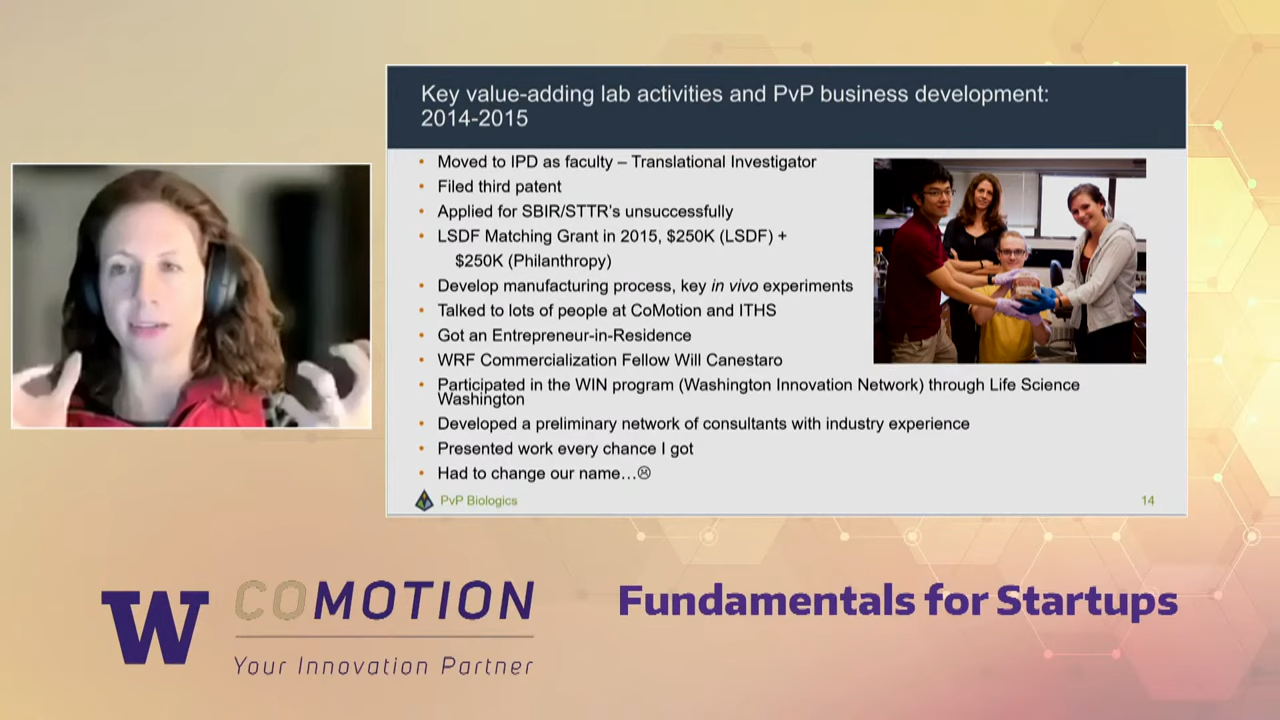 Key value-adding lab activities and PvP business development:
2014-2015
• Moved to IPD as faculty – Translational Investigator
• Filed third patent
• Applied for SBIR/STTR's unsuccessfully
• LSDF Matching Grant in 2015, $250K (LSDF) +
$250K (Philanthropy)
• Develop manufacturing process, key in vivo experiments
• Talked to lots of people at CoMotion and ITHS
• Got an Entrepreneur-in-Residence
• WRF Commercialization Fellow Will Canestaro
• Participated in the WIN program (Washington Innovation Network) through Life Science
Washington
• Developed a preliminary network of consultants with industry experience
• Presented work every chance I got
• Had to change our name…☹
PvP Biologics
14
W COMOTION
Your Innovation Partner
Fundamentals for Startups